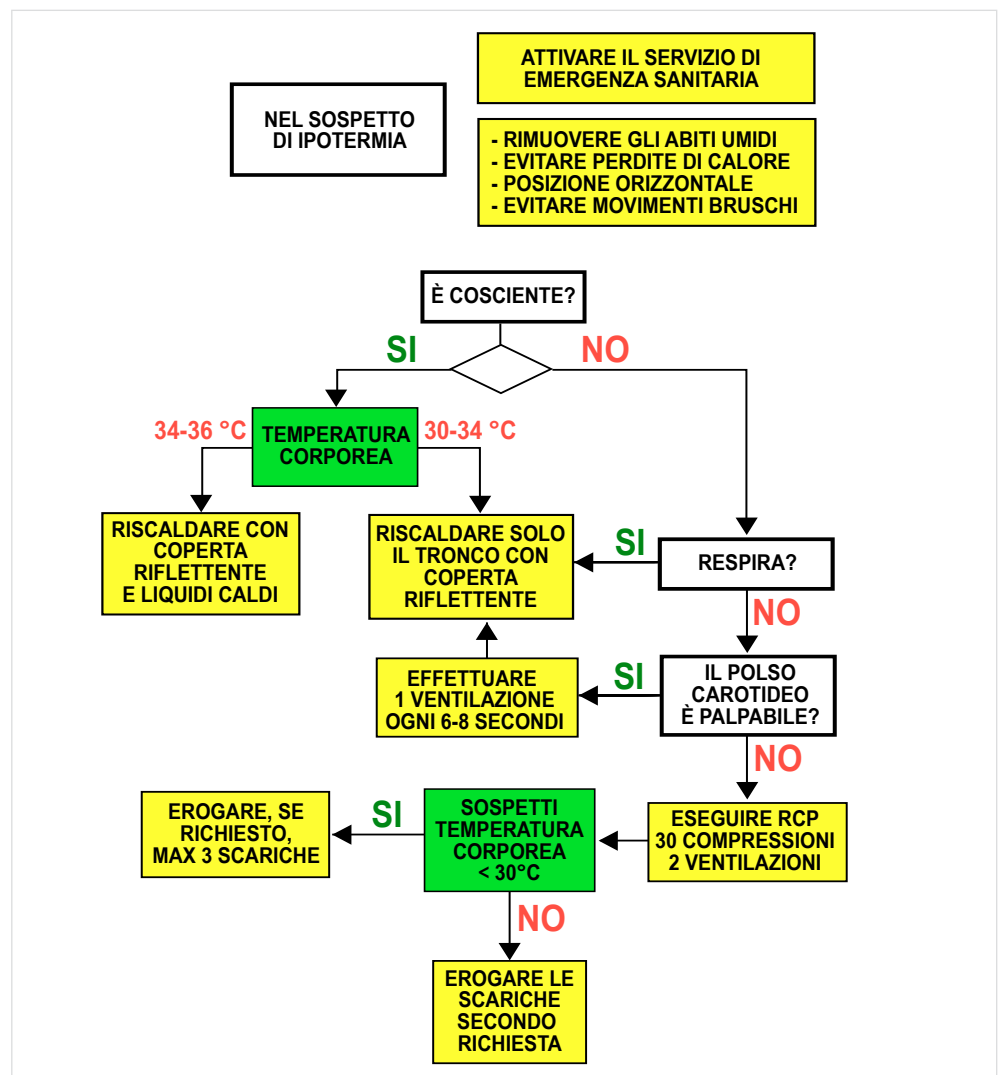 NEL SOSPETTO
DI IPOTERMIA
ATTIVARE IL SERVIZIO DI
EMERGENZA SANITARIA
- RIMUOVERE GLI ABITI UMIDI
- EVITARE PERDITE DI CALORE
- POSIZIONE ORIZZONTALE
- EVITARE MOVIMENTI BRUSCHI
È COSCIENTE?
SI
NO
34-36 °C
TEMPERATURA
CORPOREA
30-34 °C
RISCALDARE CON
COPERTA
RIFLETTENTE
E LIQUIDI CALDI
RISCALDARE SOLO
IL TRONCO CON
COPERTA
RIFLETTENTE
SI
RESPIRA?
NO
EFFETTUARE
1 VENTILAZIONE
OGNI 6-8 SECONDI
SI
IL POLSO
CAROTIDEO
È PALPABILE?
NO
EROGARE, SE
RICHIESTO,
MAX 3 SCARICHE
SI
SOSPETTI
TEMPERATURA
CORPOREA
< 30°C
ESEGUIRE RCP
30 COMPRESSIONI
2 VENTILAZIONI
NO
EROGARE LE
SCARICHE
SECONDO
RICHIESTA